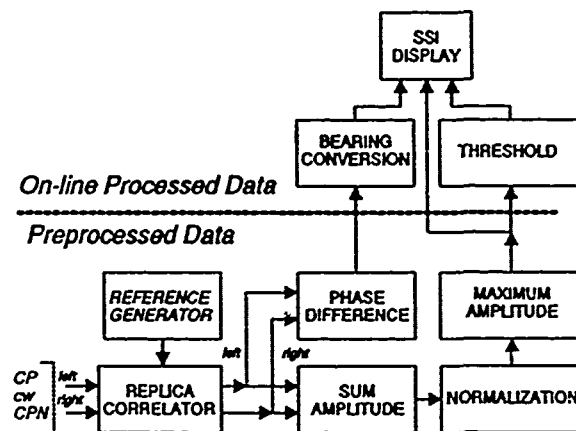 SSI
DISPLAY
BEARING
CONVERSION
THRESHOLD
On-line Processed Data
Preprocessed Data
REFERENCE
GENERATOR
PHASE
DIFFERENCE
MAXIMUM
AMPLITUDE
left
right
CP
cw
CPN
left
right
REPLICA
CORRELATOR
SUM
AMPLITUDE
NORMALIZATION